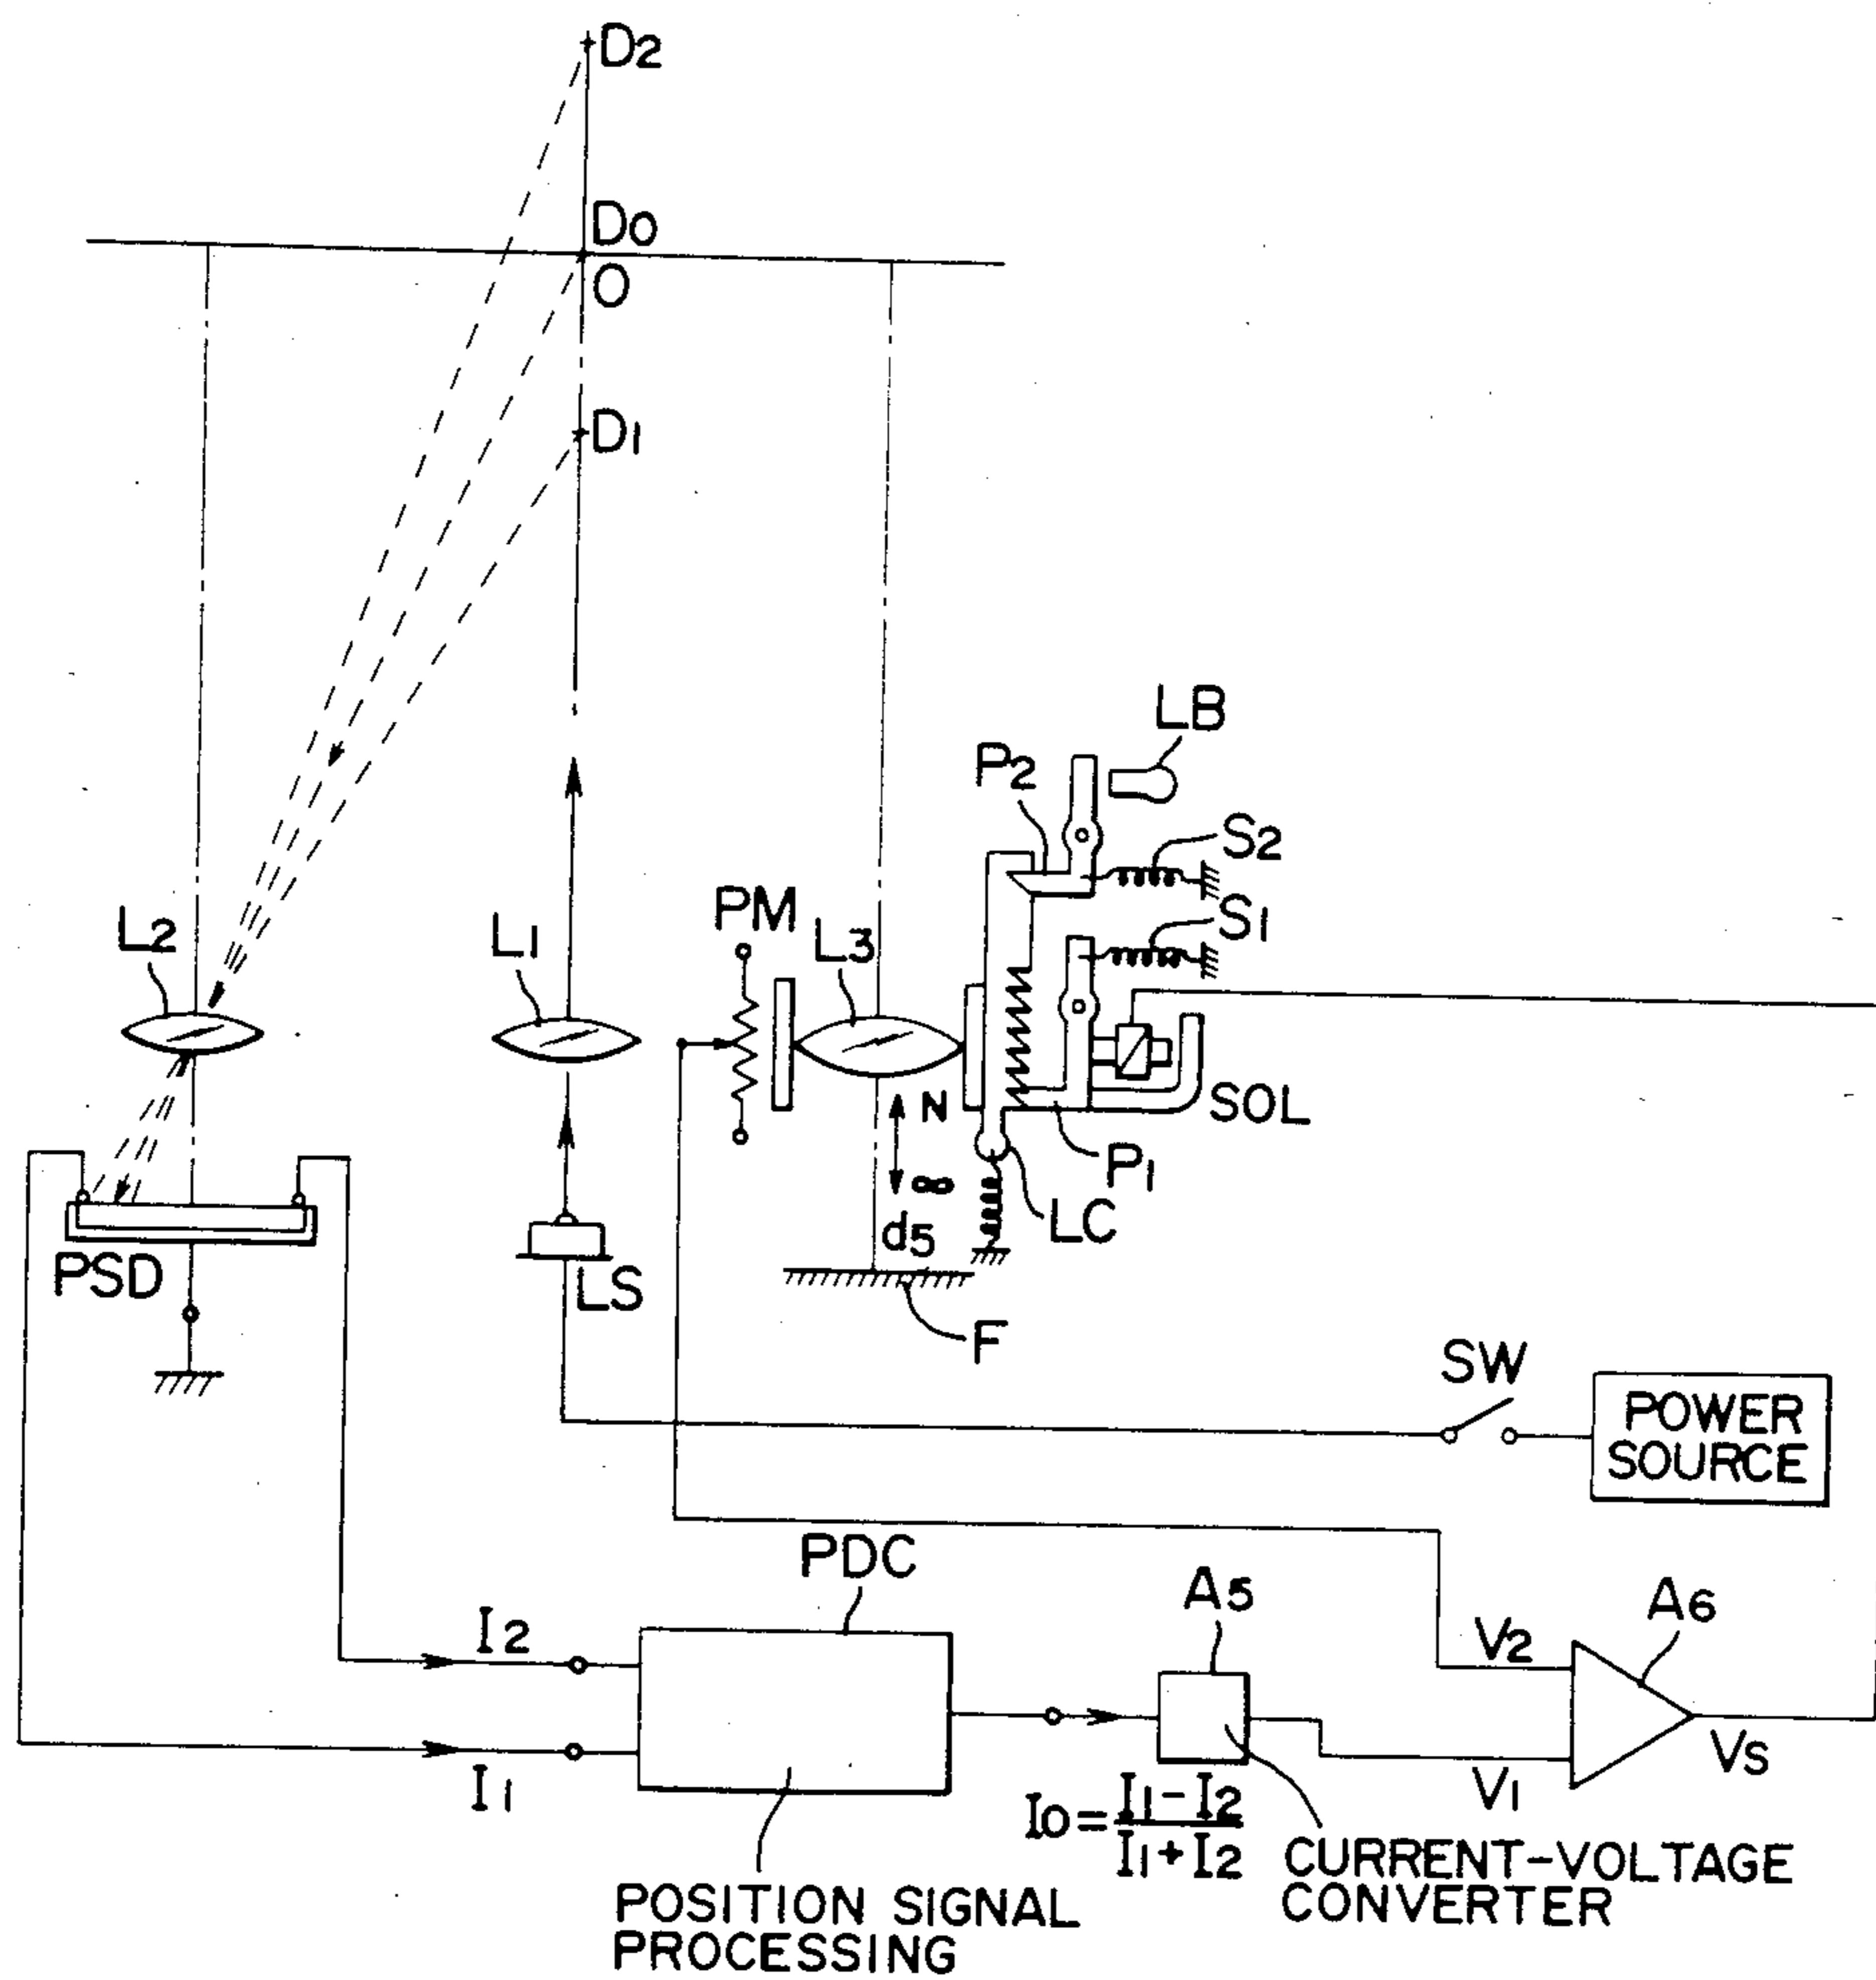 D2
D0
O
D1
LB
P2
S2
S1
PM
L3
L2
L1
N
SOL
P1
∞
LC
d5
PSD
LS
F
SW
POWER
SOURCE
PDC
A5
A6
I2
V2
I1
V1
VS
I0=I1-I2/I1+I2
CURRENT-VOLTAGE
CONVERTER
POSITION SIGNAL
PROCESSING